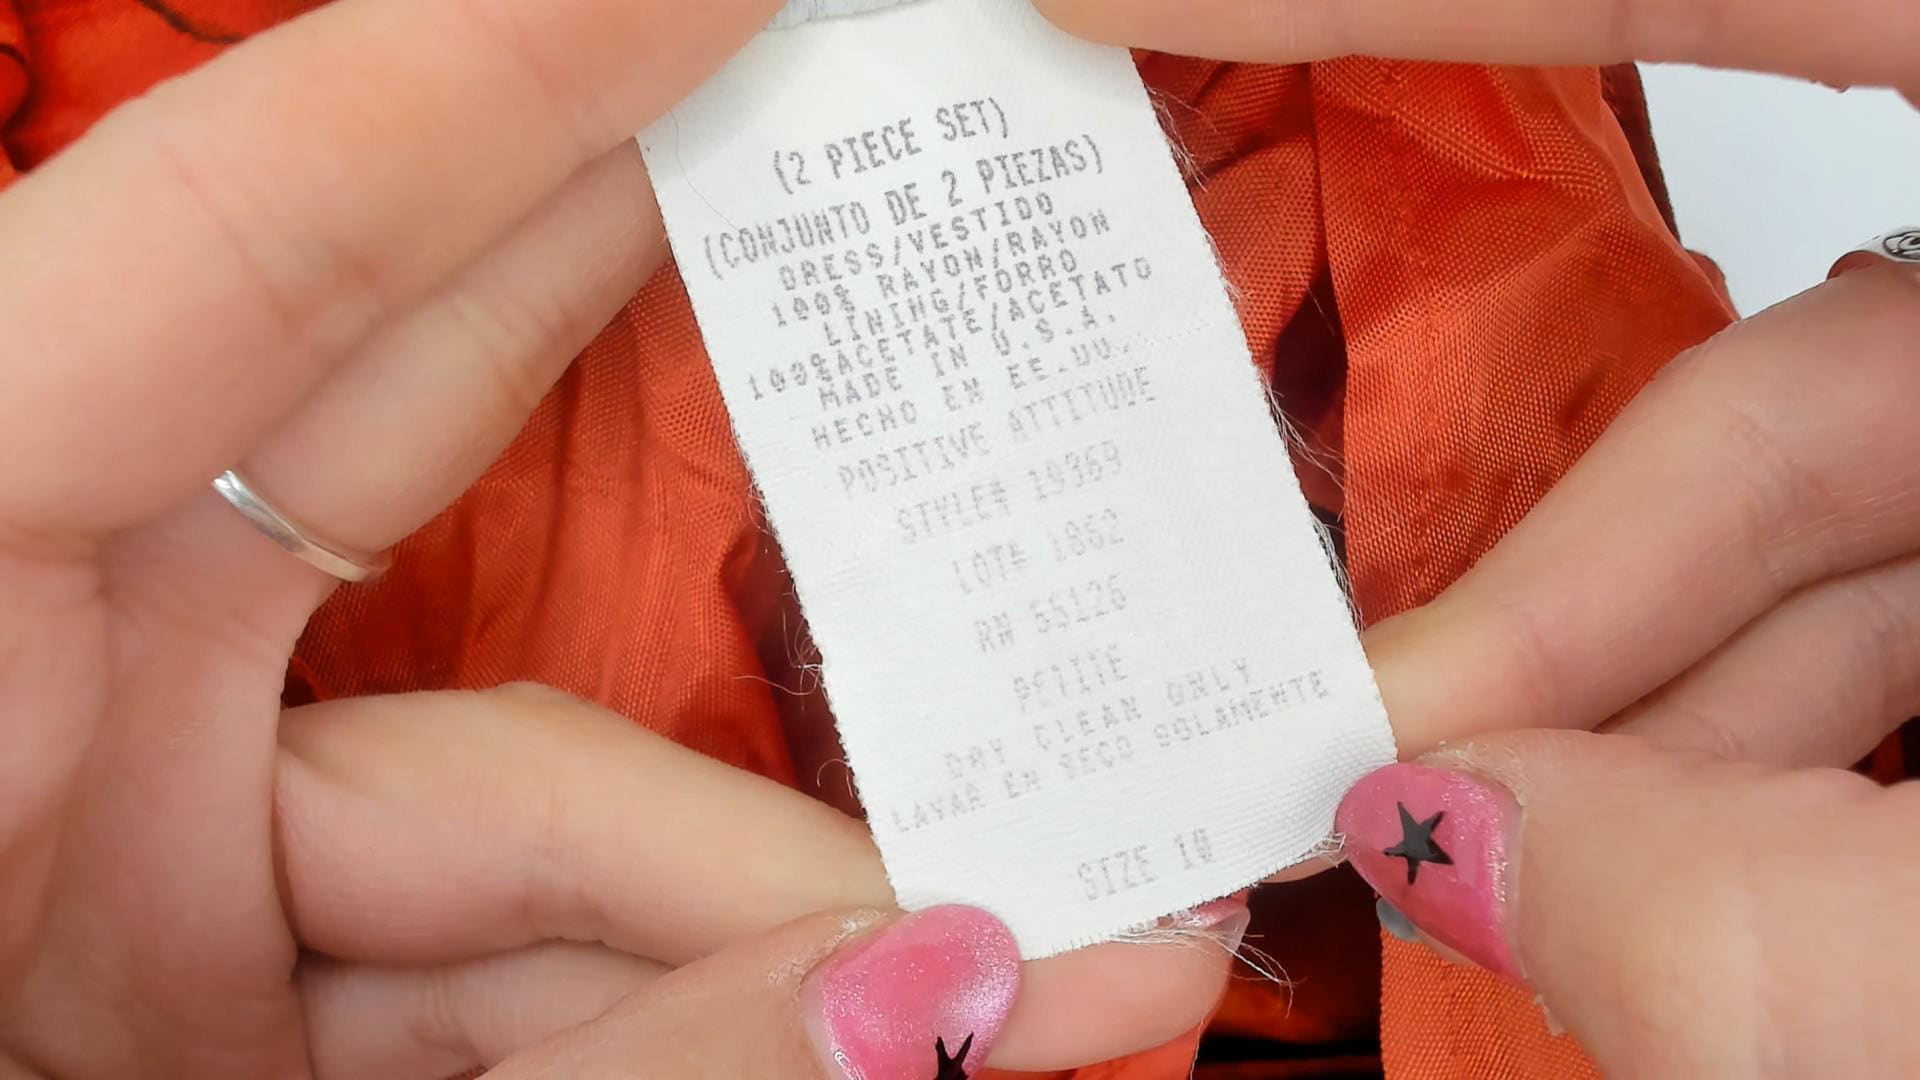 (2 PIECE SET)
(CONJUNTO DE 2 PIEZAS)
DRESS/VESTIDO
100% RAYON/RAYON
LINING/FORRO
100%ACETATE/ACETATO
MADE IN U.S.A.
HECHO EN EE.UU.
POSITIVE ATTITUDE
STYLE# 19369
LOT# 1862
RN 55126
PETITE
DRY CLEAN ONLY
LAVAR EN SECO SOLAMENTE
SIZE 10